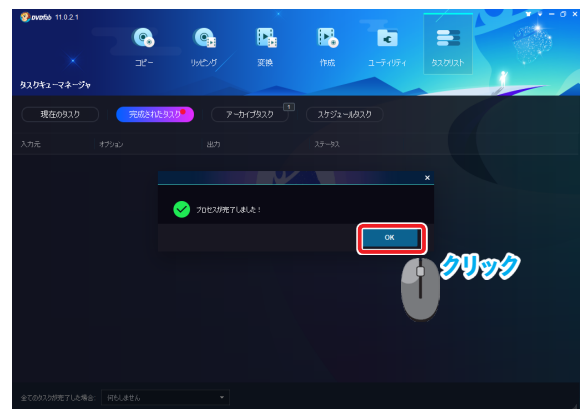 DVDFab 11.0.2.1
コピー
リッピング
変換
作成
ユーティリティ
タスクリスト
タスクキューマネージャ
現在のタスク
完成されたタスク
アーカイブタスク
1
スケジュールタスク
入力元
オプション
出力
ステータス
プロセスが完了しました！
OK
クリック
全てのタスクが完了した場合:
何もしません